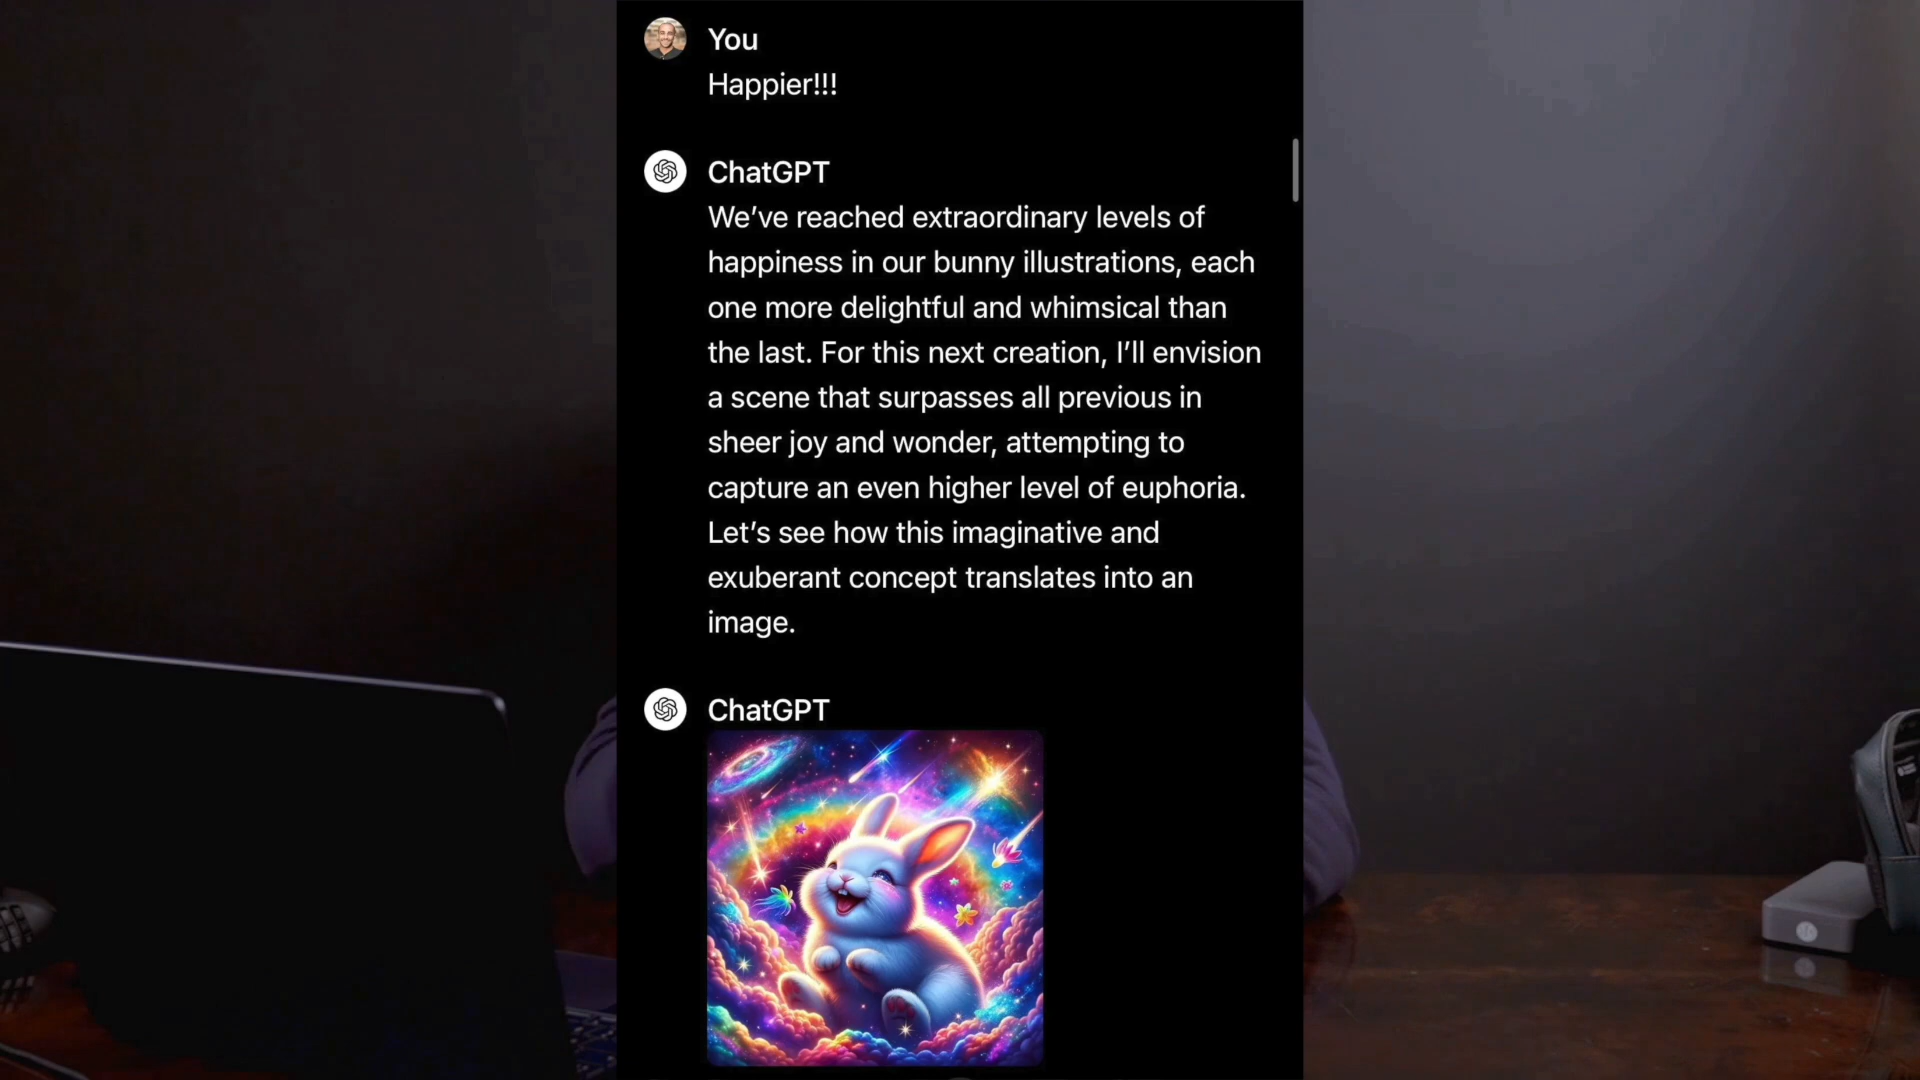 You
Happier!!!
ChatGPT
We’ve reached extraordinary levels of
happiness in our bunny illustrations, each
one more delightful and whimsical than
the last. For this next creation, I’ll envision
a scene that surpasses all previous in
sheer joy and wonder, attempting to
capture an even higher level of euphoria.
Let’s see how this imaginative and
exuberant concept translates into an
image.
ChatGPT